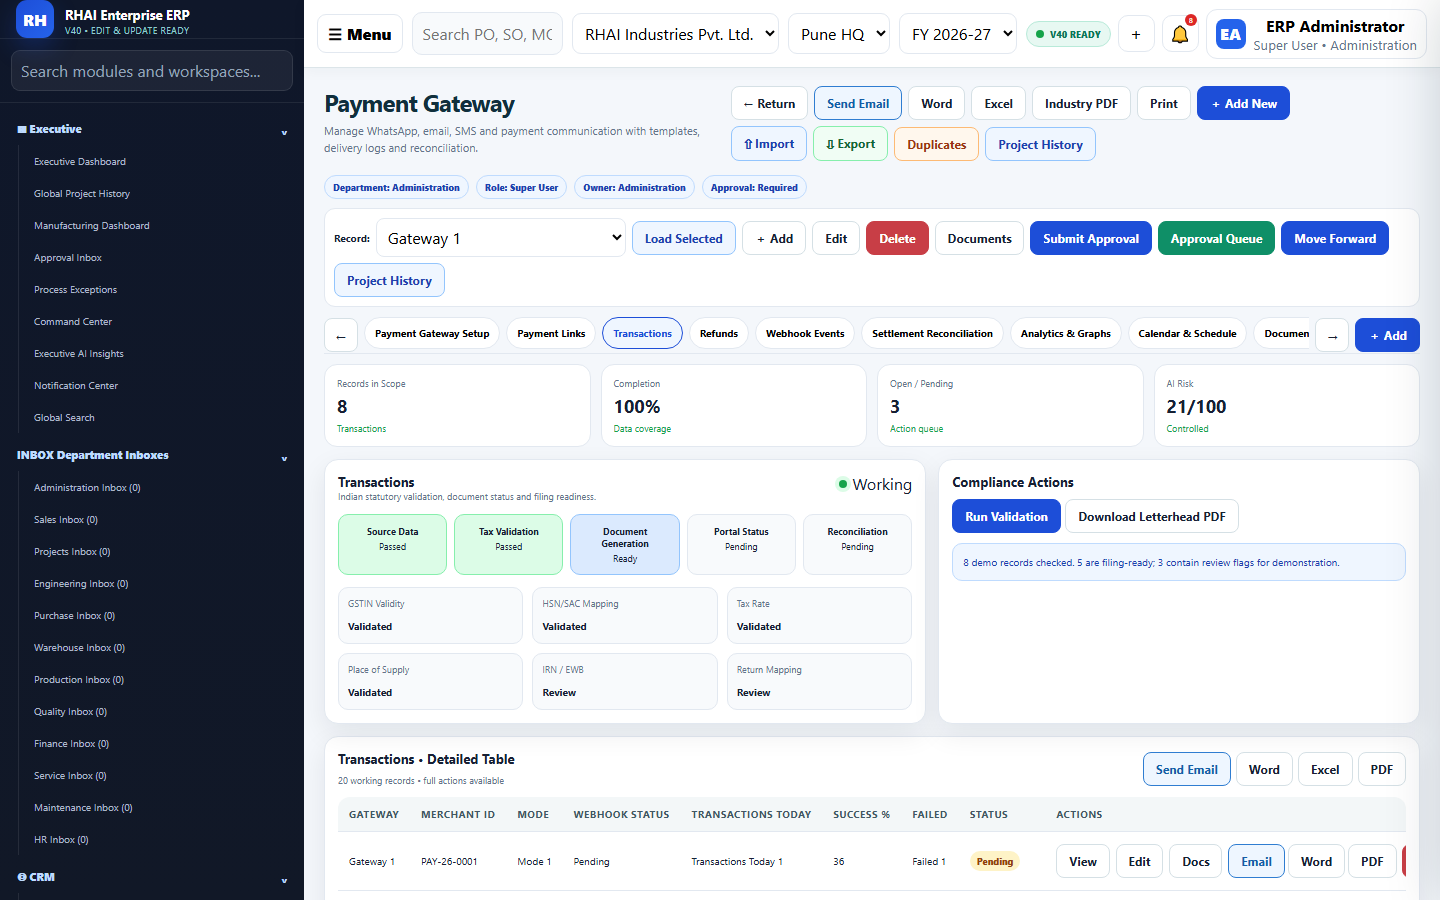 RH
RHAI Enterprise ERP
V40 • EDIT & UPDATE READY
Search modules and workspaces...
Executive
Executive Dashboard
Global Project History
Manufacturing Dashboard
Approval Inbox
Process Exceptions
Command Center
Executive AI Insights
Notification Center
Global Search
INBOX Department Inboxes
Administration Inbox (0)
Sales Inbox (0)
Projects Inbox (0)
Engineering Inbox (0)
Purchase Inbox (0)
Warehouse Inbox (0)
Production Inbox (0)
Quality Inbox (0)
Finance Inbox (0)
Service Inbox (0)
Maintenance Inbox (0)
HR Inbox (0)
CRM
☰ Menu
Search PO, SO, MC
RHAI Industries Pvt. Ltd.
Pune HQ
FY 2026-27
V40 READY
+
8
EA
ERP Administrator
Super User • Administration
Payment Gateway
Manage WhatsApp, email, SMS and payment communication with templates,
delivery logs and reconciliation.
← Return
Send Email
Word
Excel
Industry PDF
Print
+ Add New
⇧ Import
⇩ Export
Duplicates
Project History
Department: Administration
Role: Super User
Owner: Administration
Approval: Required
Record:
Gateway 1
Load Selected
+ Add
Edit
Delete
Documents
Submit Approval
Approval Queue
Move Forward
Project History
←
Payment Gateway Setup
Payment Links
Transactions
Refunds
Webhook Events
Settlement Reconciliation
Analytics & Graphs
Calendar & Schedule
Documen
→
+ Add
Records in Scope
8
Transactions
Completion
100%
Data coverage
Open / Pending
3
Action queue
AI Risk
21/100
Controlled
Transactions
Indian statutory validation, document status and filing readiness.
Working
Source Data
Passed
Tax Validation
Passed
Document
Generation
Ready
Portal Status
Pending
Reconciliation
Pending
GSTIN Validity
Validated
HSN/SAC Mapping
Validated
Tax Rate
Validated
Place of Supply
Validated
IRN / EWB
Review
Return Mapping
Review
Compliance Actions
Run Validation
Download Letterhead PDF
8 demo records checked. 5 are filing-ready; 3 contain review flags for demonstration.
Transactions • Detailed Table
20 working records • full actions available
Send Email
Word
Excel
PDF
GATEWAY MERCHANT ID MODE WEBHOOK STATUS TRANSACTIONS TODAY SUCCESS % FAILED STATUS ACTIONS
Gateway 1 PAY-26-0001 Mode 1 Pending Transactions Today 1 36 Failed 1 Pending View Edit Docs Email Word PDF